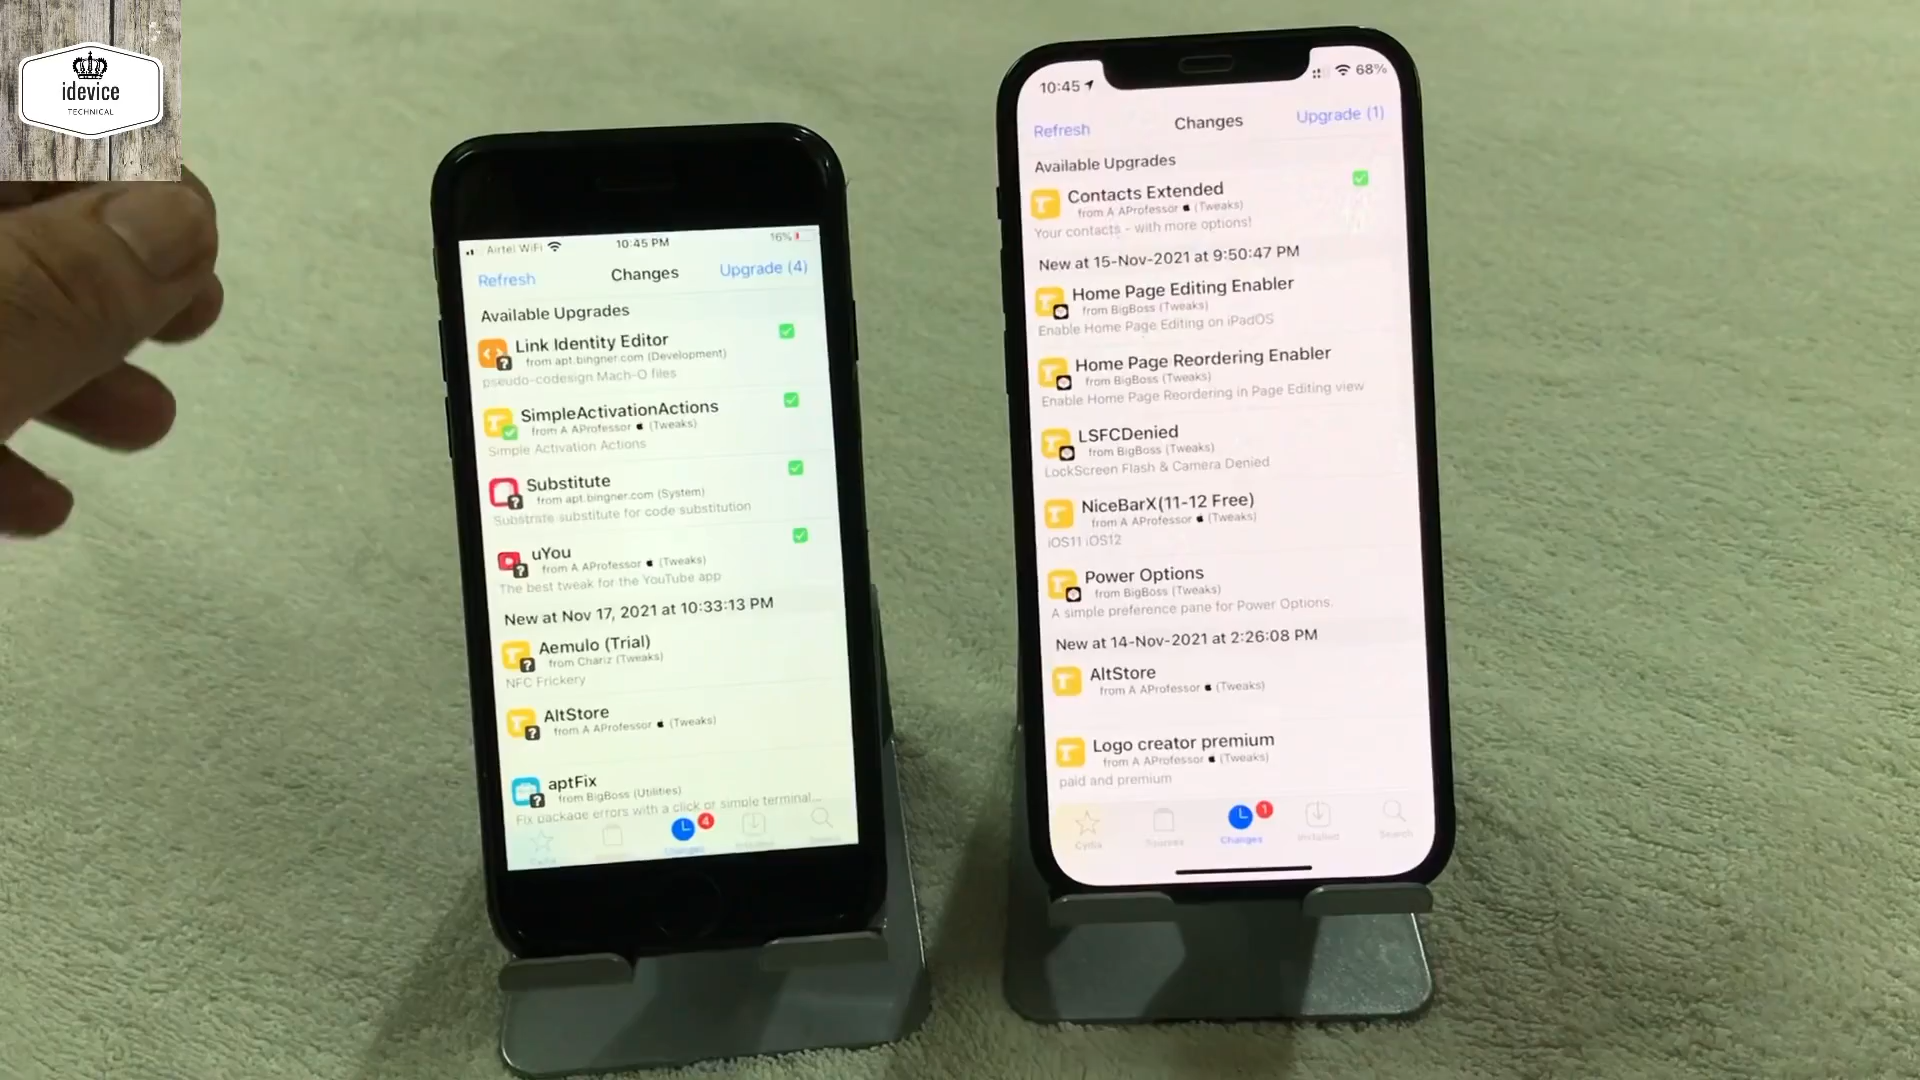 idevice
TECHNICAL
Airtel WiFi
10:45 PM
16%
Refresh
Changes
Upgrade (4)
Available Upgrades
Link Identity Editor
from apt.bingner.com (Development)
pseudo-codesign Mach-O files
SimpleActivationActions
from A AProfessor (Tweaks)
Simple Activation Actions
Substitute
from apt.bingner.com (System)
Substrate substitute for code substitution
uYou
from A AProfessor (Tweaks)
The best tweak for the YouTube app
New at Nov 17, 2021 at 10:33:13 PM
Aemulo (Trial)
from Chariz (Tweaks)
NFC Frickery
AltStore
from A AProfessor (Tweaks)
aptFix
from BigBoss (Utilities)
Fix package errors with a click or simple terminal...
4
Changes
10:45
68%
Refresh
Changes
Upgrade (1)
Available Upgrades
Contacts Extended
from A AProfessor (Tweaks)
Your contacts - with more options!
New at 15-Nov-2021 at 9:50:47 PM
Home Page Editing Enabler
from BigBoss (Tweaks)
Enable Home Page Editing on iPadOS
Home Page Reordering Enabler
from BigBoss (Tweaks)
Enable Home Page Reordering in Page Editing view
LSFCDenied
from BigBoss (Tweaks)
LockScreen Flash & Camera Denied
NiceBarX(11-12 Free)
from A AProfessor (Tweaks)
iOS11 iOS12
Power Options
from BigBoss (Tweaks)
A simple preference pane for Power Options.
New at 14-Nov-2021 at 2:26:08 PM
AltStore
from A AProfessor (Tweaks)
Logo creator premium
from A AProfessor (Tweaks)
paid and premium
1
Cydia
Sources
Changes
Installed
Search